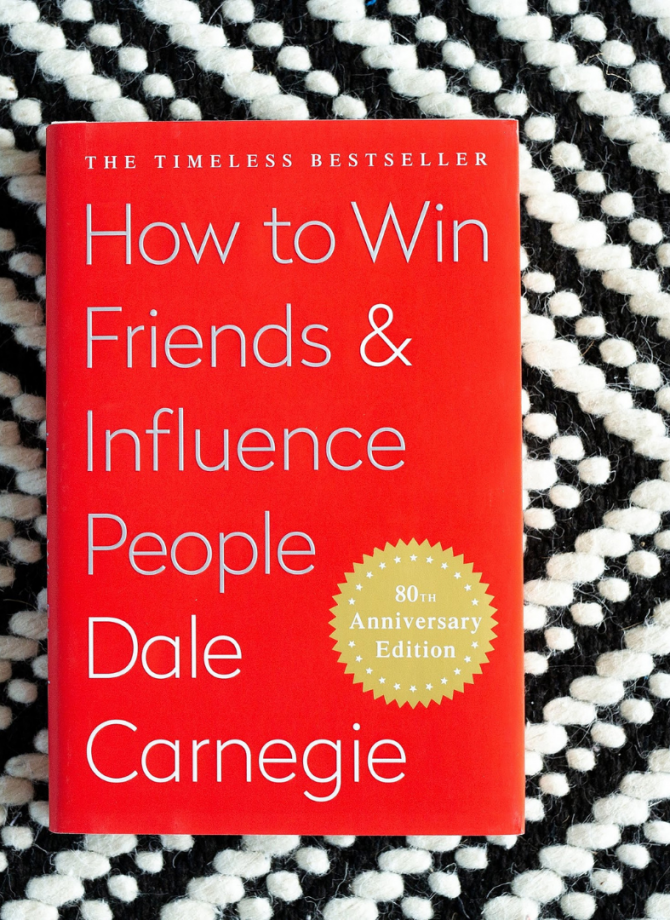 THE TIMELESS BESTSELLER
How to Win
Friends &
Influence
People
80TH
Anniversary
Edition
Dale
Carnegie